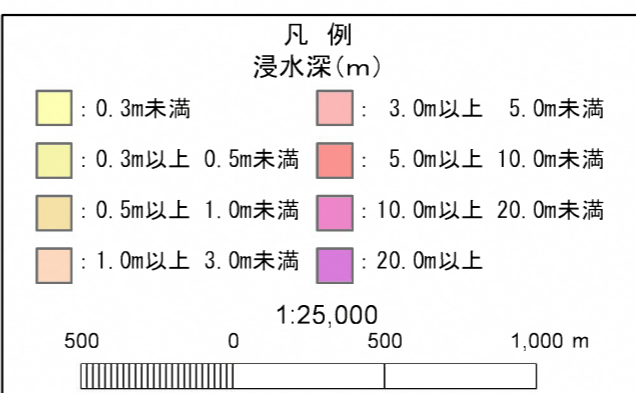 凡 例
浸水深(m)
: 0.3m未満
: 0.3m以上 0.5m未満
: 0.5m以上 1.0m未満
: 1.0m以上 3.0m未満
: 3.0m以上 5.0m未満
: 5.0m以上 10.0m未満
: 10.0m以上 20.0m未満
: 20.0m以上
1:25,000
500 0 500 1,000 m